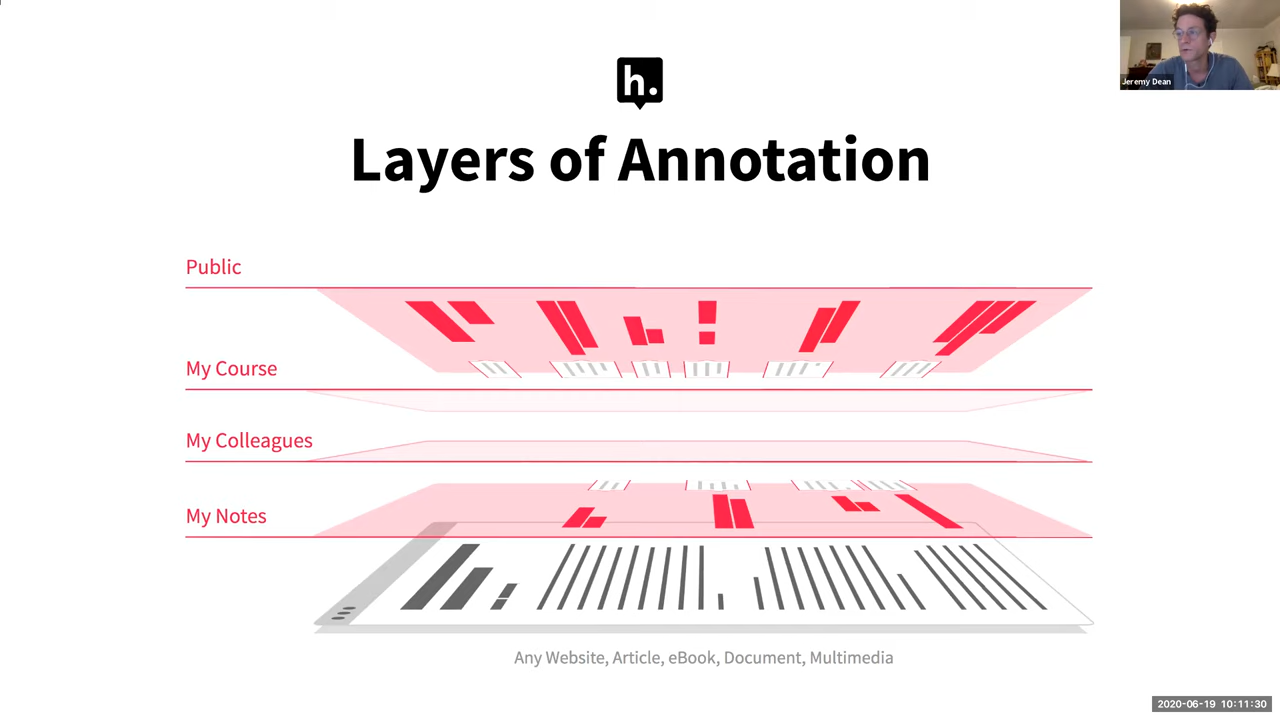 h.
Jeremy Dean
Layers of Annotation
Public
My Course
My Colleagues
My Notes
Any Website, Article, eBook, Document, Multimedia
2020-06-19 10:11:30